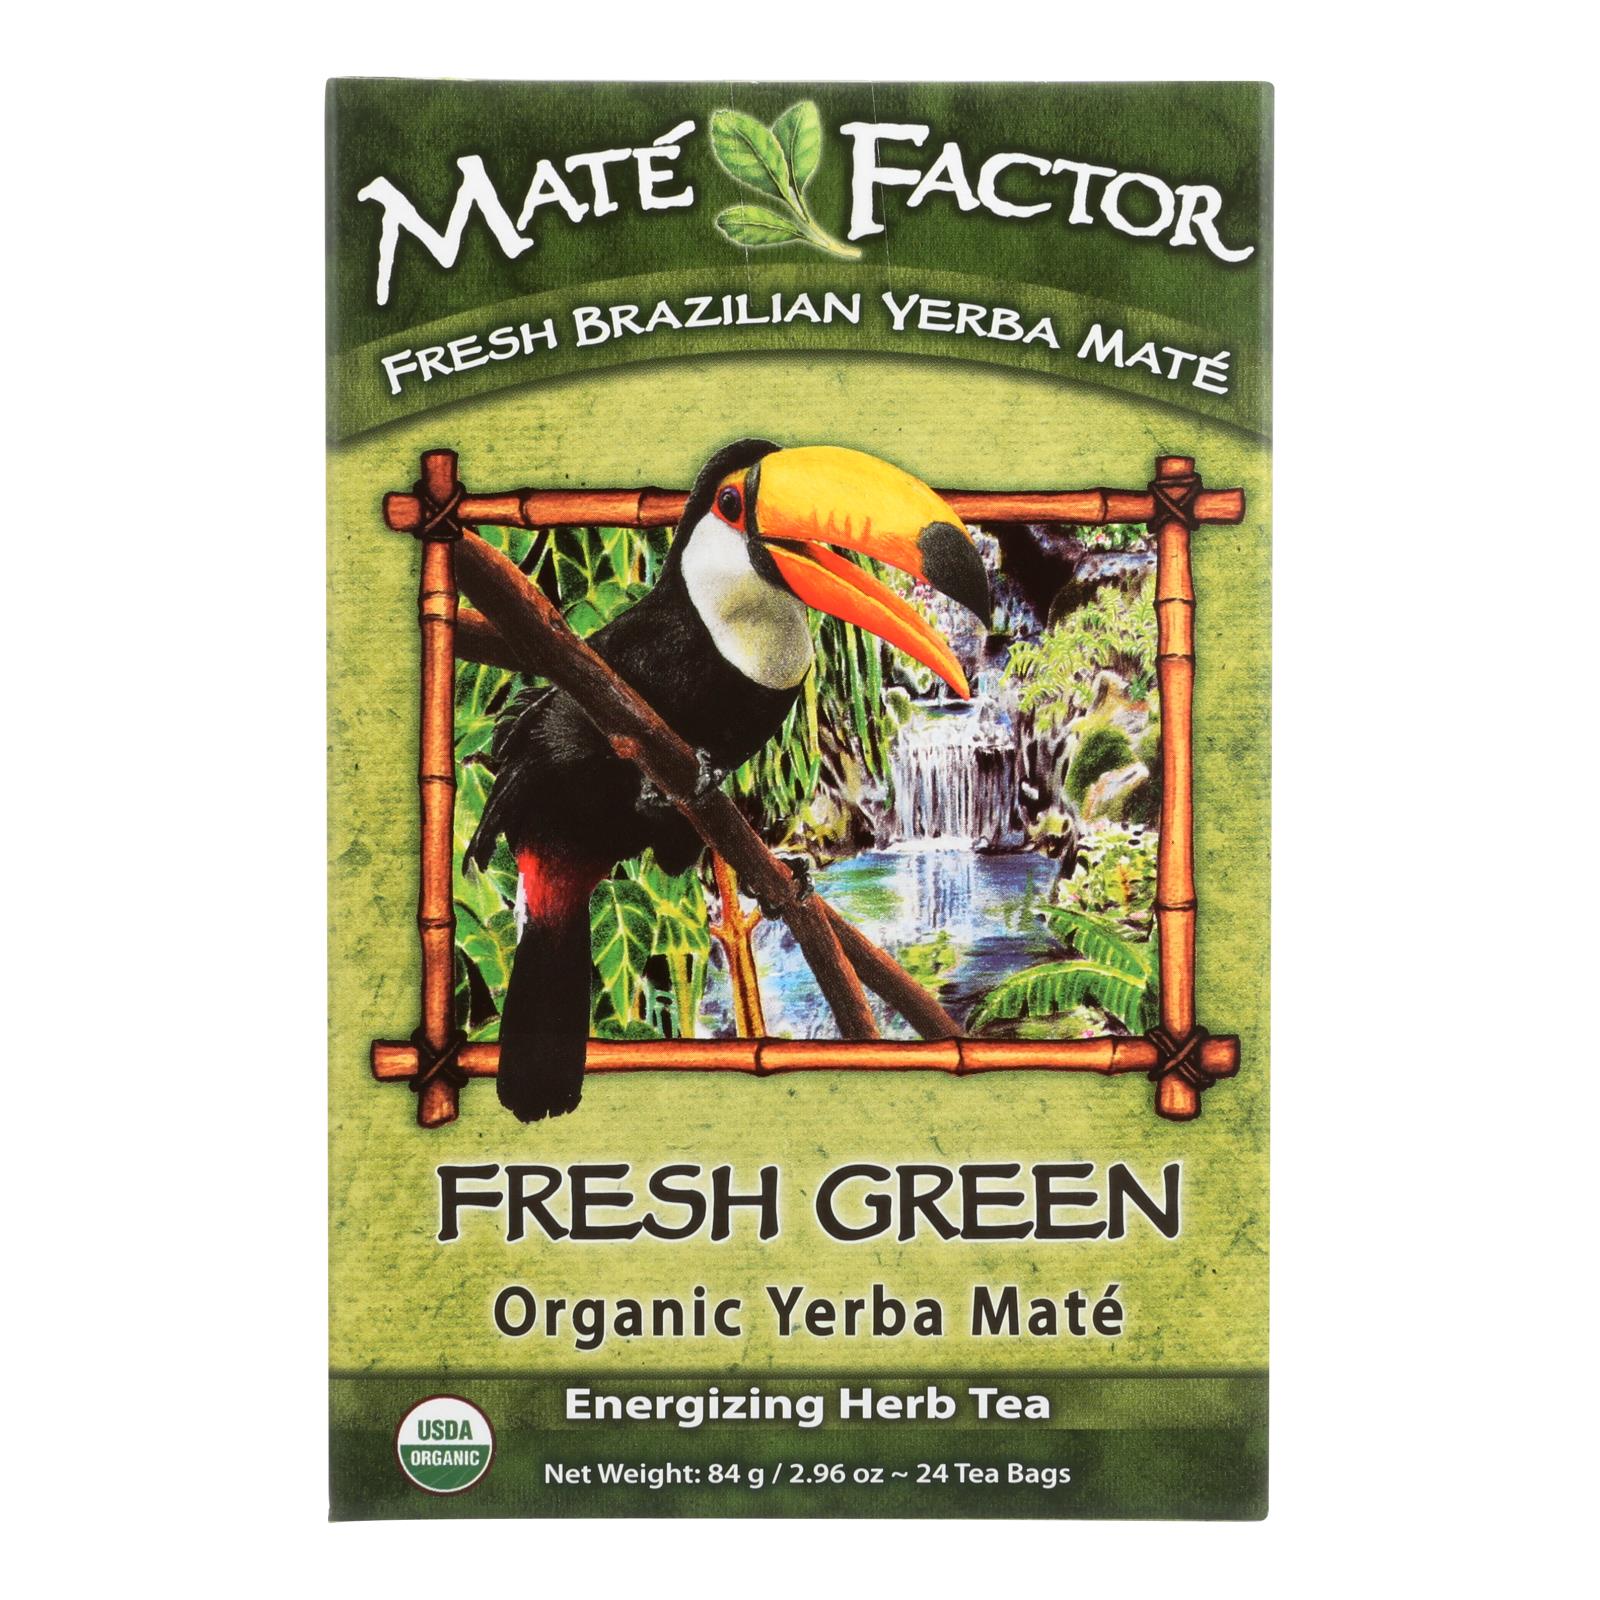 MATÉ FACTOR
FRESH BRAZILIAN YERBA MATÉ
FRESH GREEN
Organic Yerba Maté
Energizing Herb Tea
USDA
ORGANIC
Net Weight: 84 g / 2.96 oz ~ 24 Tea Bags